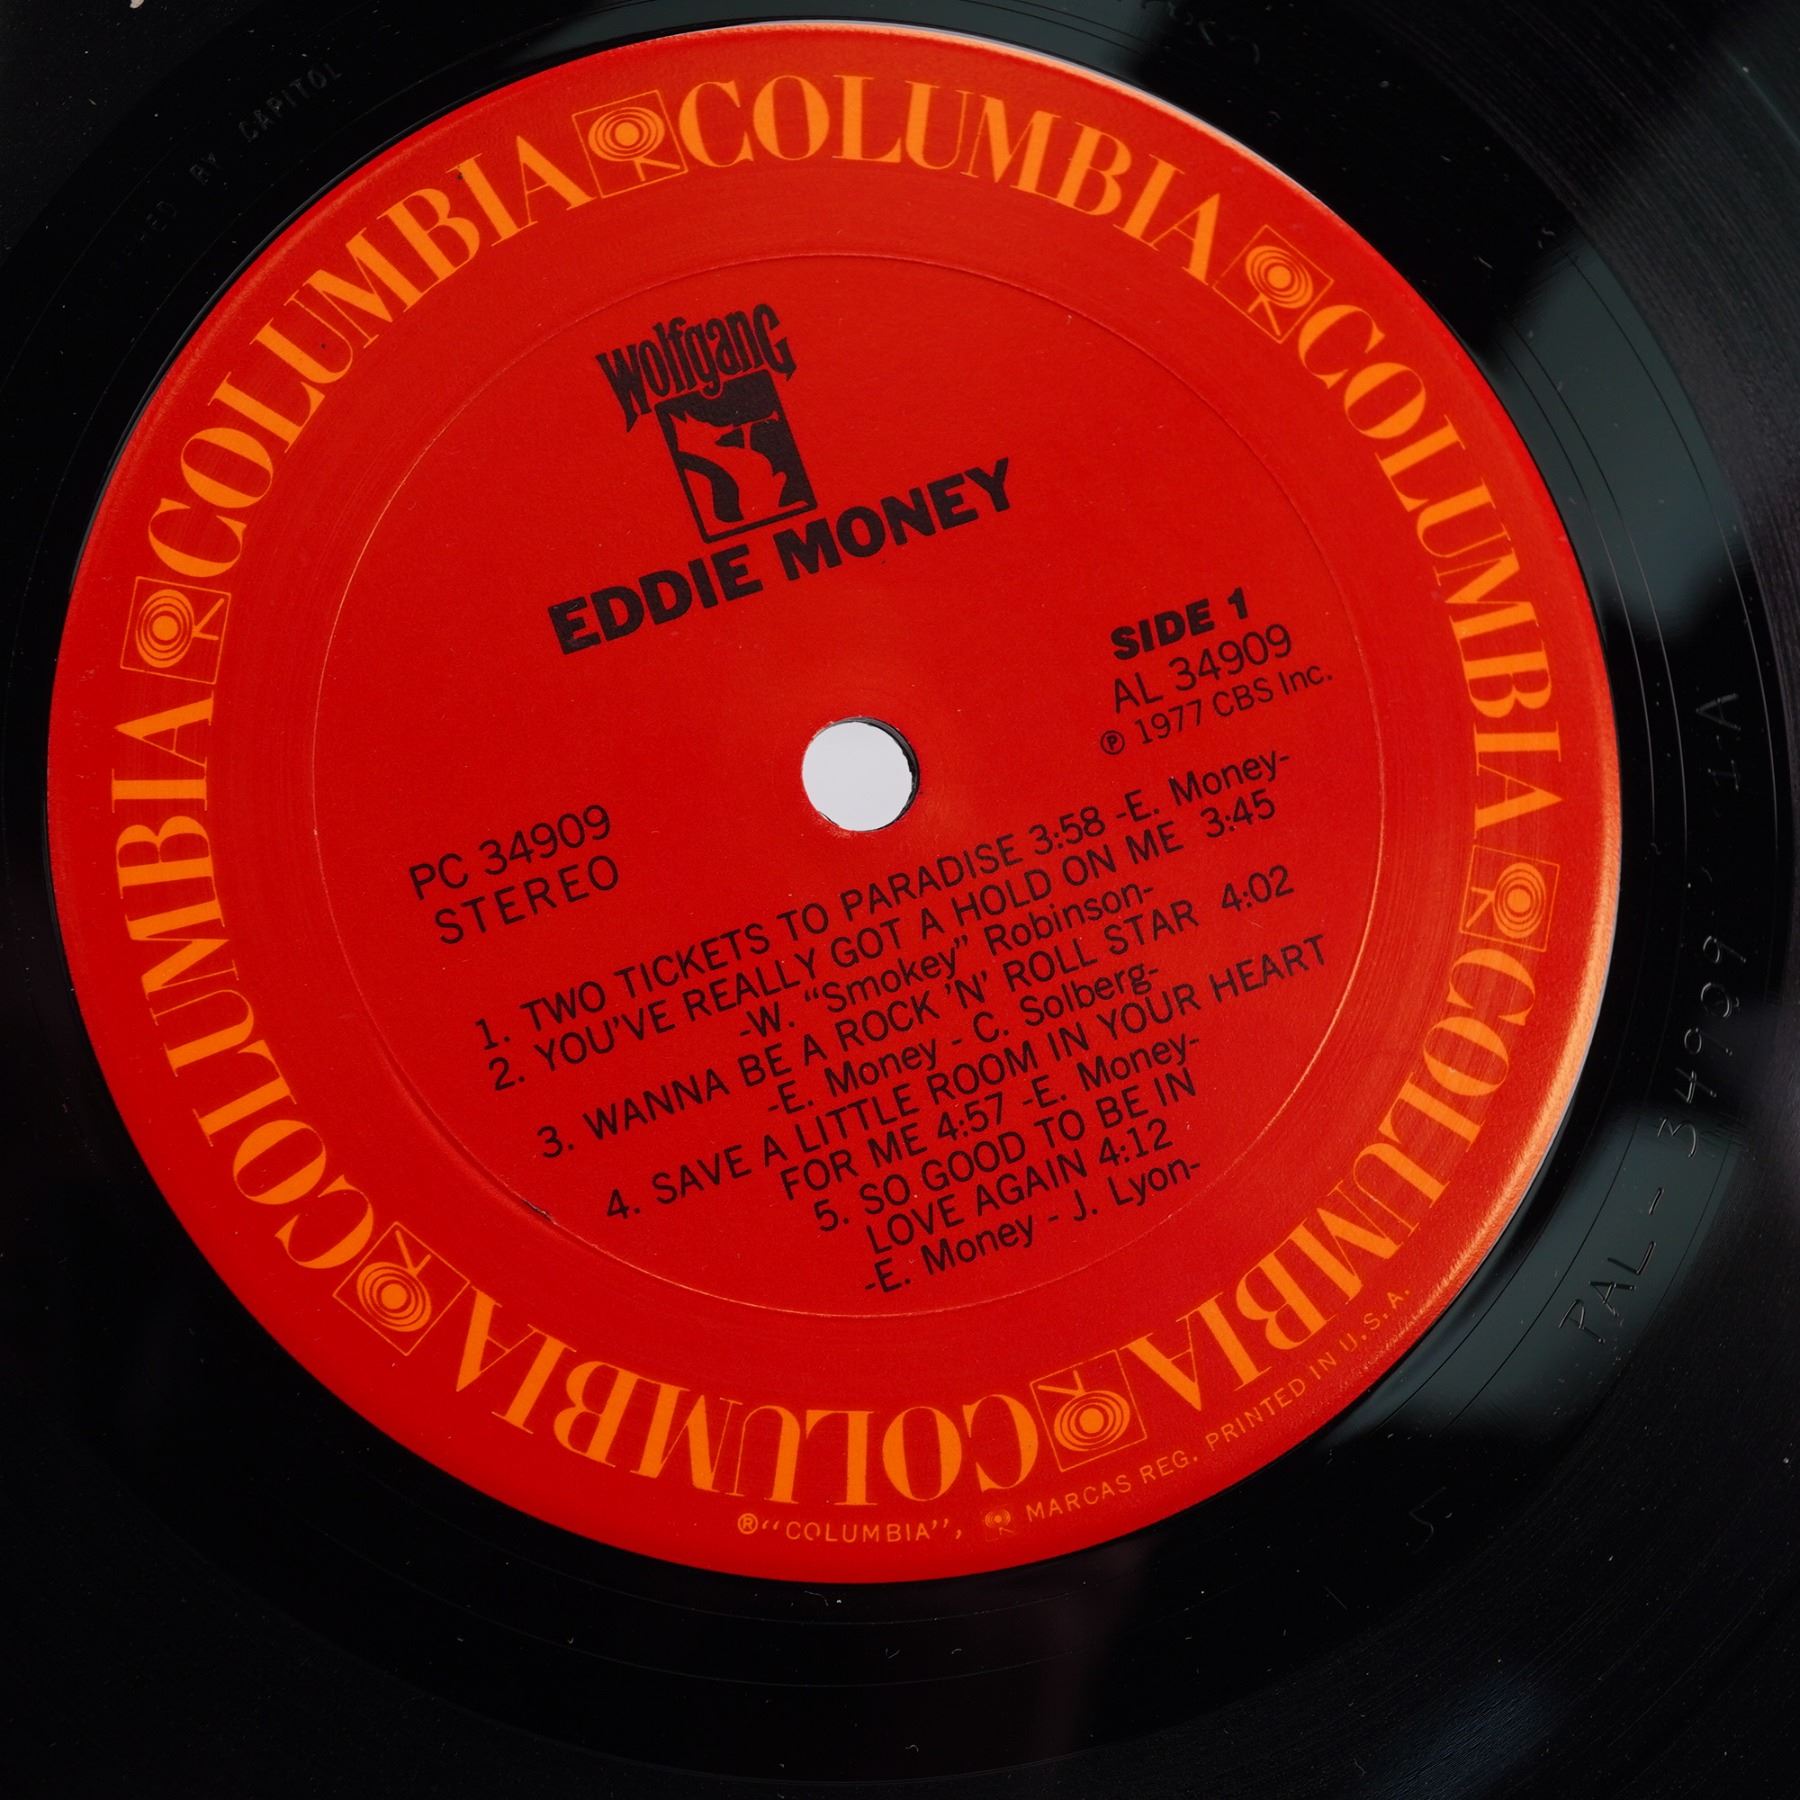 COLUMBIA COLUMBIA COLUMBIA COLUMBIA COLUMBIA COLUMBIA
Wolfgang
EDDIE MONEY
SIDE 1
AL 34909
℗ 1977 CBS Inc.
PC 34909
STEREO
1. TWO TICKETS TO PARADISE 3:58 -E. Money-
2. YOU'VE REALLY GOT A HOLD ON ME 3:45
-W. “Smokey” Robinson-
3. WANNA BE A ROCK 'N' ROLL STAR 4:02
-E. Money - C. Solberg-
4. SAVE A LITTLE ROOM IN YOUR HEART
FOR ME 4:57 -E. Money-
5. SO GOOD TO BE IN
LOVE AGAIN 4:12
-E. Money - J. Lyon-
®“COLUMBIA”, MARCAS REG. PRINTED IN U.S.A.
BY CAPITOL
PAL - 34909 - 1A